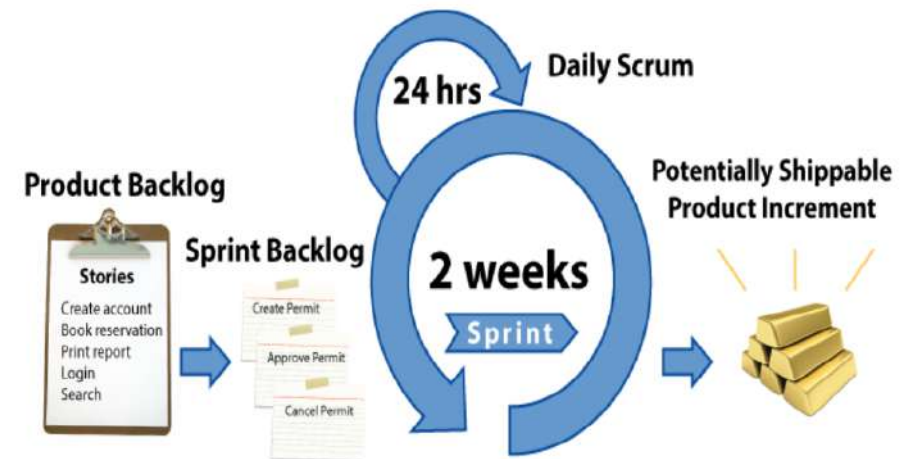 Product Backlog
Stories
Create account
Book reservation
Print report
Login
Search
Sprint Backlog
Create Permit
Approve Permit
Cancel Permit
24 hrs
Daily Scrum
2 weeks
Sprint
Potentially Shippable
Product Increment